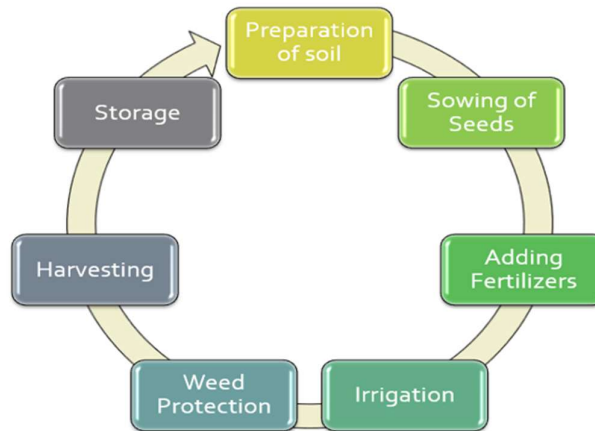 Preparation
of soil
Sowing of
Seeds
Adding
Fertilizers
Irrigation
Weed
Protection
Harvesting
Storage